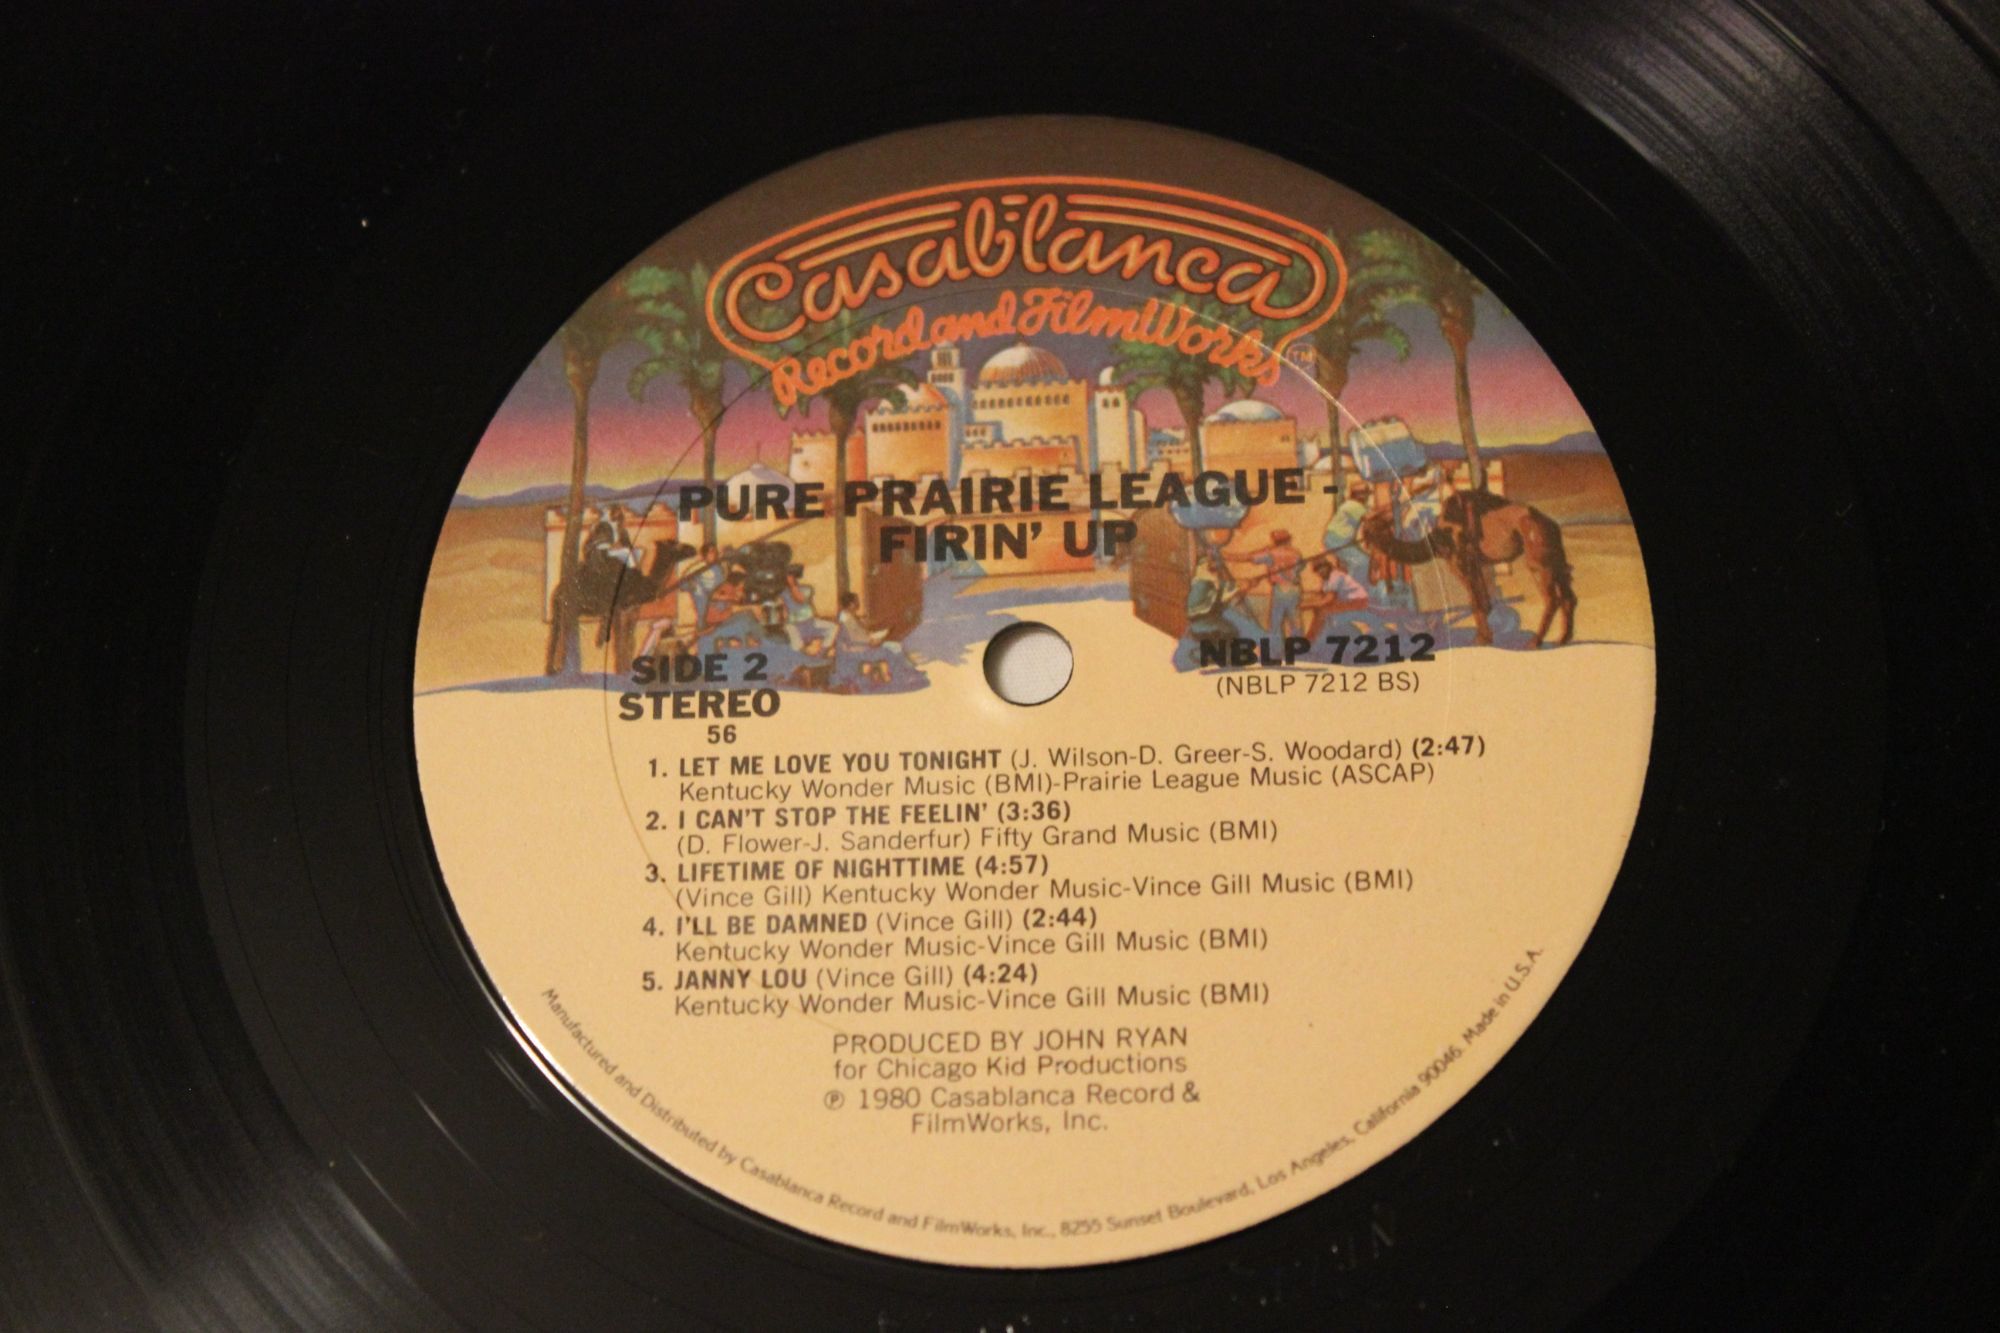 Casablanca
Record and FilmWorks TM
PURE PRAIRIE LEAGUE -
FIRIN' UP
SIDE 2
STEREO
56
NBLP 7212
(NBLP 7212 BS)
1. LET ME LOVE YOU TONIGHT (J. Wilson-D. Greer-S. Woodard) (2:47)
Kentucky Wonder Music (BMI)-Prairie League Music (ASCAP)
2. I CAN'T STOP THE FEELIN' (3:36)
(D. Flower-J. Sanderfur) Fifty Grand Music (BMI)
3. LIFETIME OF NIGHTTIME (4:57)
(Vince Gill) Kentucky Wonder Music-Vince Gill Music (BMI)
4. I'LL BE DAMNED (Vince Gill) (2:44)
Kentucky Wonder Music-Vince Gill Music (BMI)
5. JANNY LOU (Vince Gill) (4:24)
Kentucky Wonder Music-Vince Gill Music (BMI)
PRODUCED BY JOHN RYAN
for Chicago Kid Productions
℗ 1980 Casablanca Record &
FilmWorks, Inc.
Manufactured and Distributed by Casablanca Record and FilmWorks, Inc., 8255 Sunset Boulevard, Los Angeles, California 90046. Made in U.S.A.